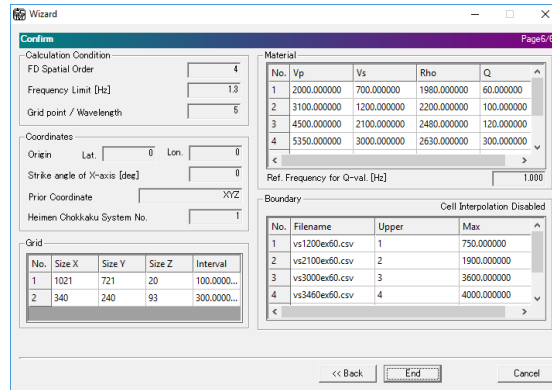 Wizard
Confirm
Page6/6
Calculation Condition
FD Spatial Order 4
Frequency Limit [Hz] 1.3
Grid point / Wavelength 5
Coordinates
Origin Lat. 0 Lon. 0
Strike angle of X-axis [deg] 0
Prior Coordinate XYZ
Heimen Chokkaku System No. 1
Grid
No. Size X Size Y Size Z Interval
1 1021 721 20 100.0000...
2 340 240 93 300.0000...
Material
No. Vp Vs Rho Q
1 2000.000000 700.000000 1980.000000 60.000000
2 3100.000000 1200.000000 2200.000000 100.000000
3 4500.000000 2100.000000 2480.000000 120.000000
4 5350.000000 3000.000000 2630.000000 300.000000
Ref. Frequency for Q-val. [Hz] 1.000
Boundary
Cell Interpolation Disabled
No. Filename Upper Max
1 vs1200ex60.csv 1 750.000000
2 vs2100ex60.csv 2 1900.000000
3 vs3000ex60.csv 3 3600.000000
4 vs3460ex60.csv 4 4000.000000
<< Back
End
Cancel